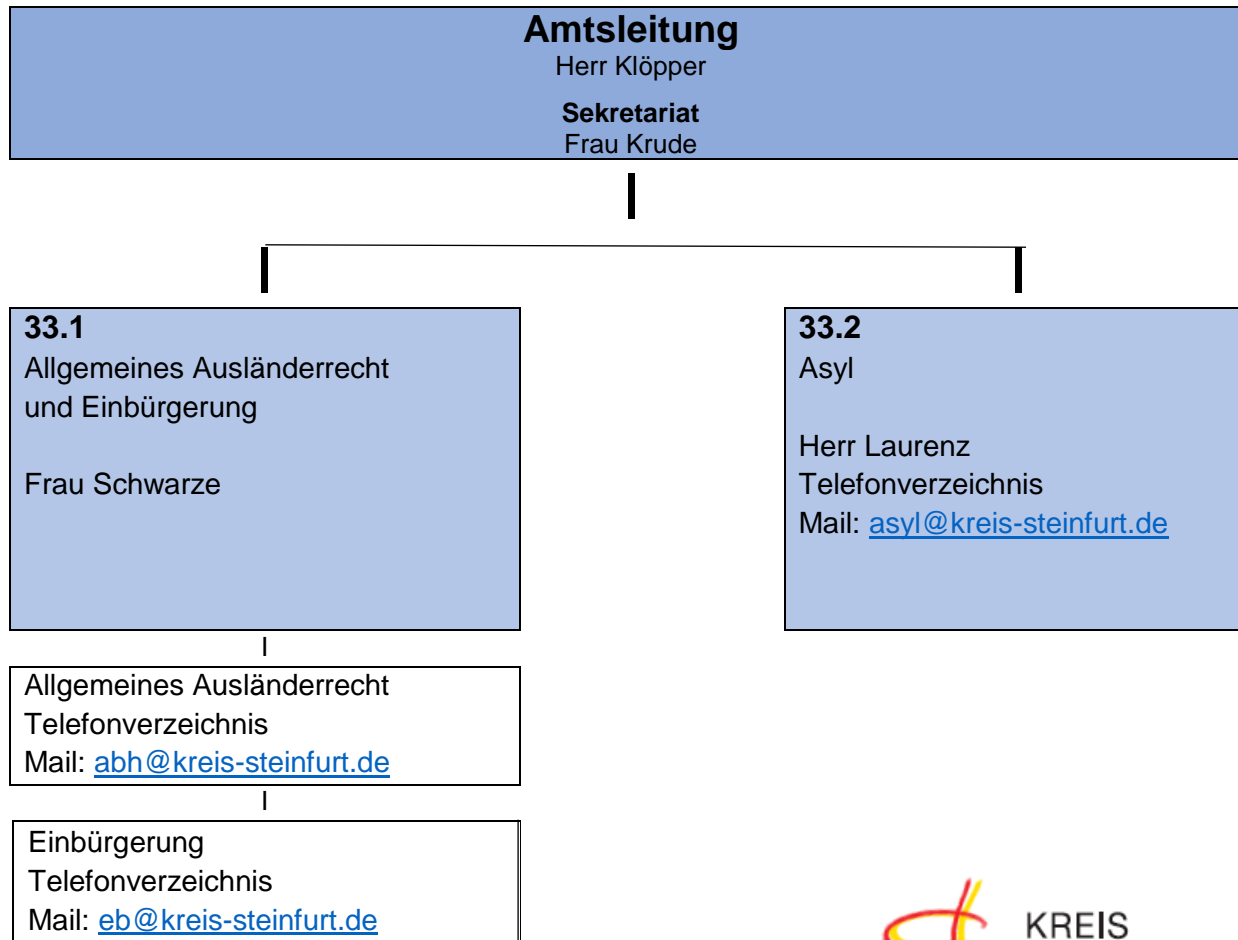 Amtsleitung
Herr Klöpper
Sekretariat
Frau Krude
33.1
Allgemeines Ausländerrecht
und Einbürgerung
Frau Schwarze
33.2
Asyl
Herr Laurenz
Telefonverzeichnis
Mail: asyl@kreis-steinfurt.de
Allgemeines Ausländerrecht
Telefonverzeichnis
Mail: abh@kreis-steinfurt.de
Einbürgerung
Telefonverzeichnis
Mail: eb@kreis-steinfurt.de
KREIS